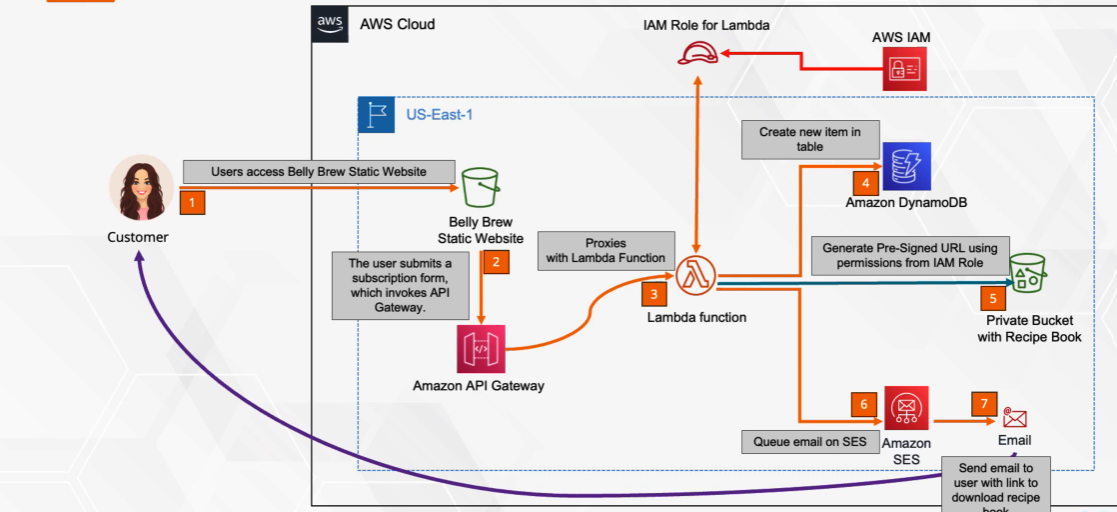 aws
AWS Cloud
IAM Role for Lambda
AWS IAM
US-East-1
Users access Belly Brew Static Website
1
Customer
Belly Brew
Static Website
The user submits a
subscription form,
which invokes API
Gateway.
2
Amazon API Gateway
Proxies
with Lambda Function
3
Lambda function
Create new item in
table
4
Amazon DynamoDB
Generate Pre-Signed URL using
permissions from IAM Role
5
Private Bucket
with Recipe Book
6
Queue email on SES
Amazon
SES
7
Email
Send email to
user with link to
download recipe
book